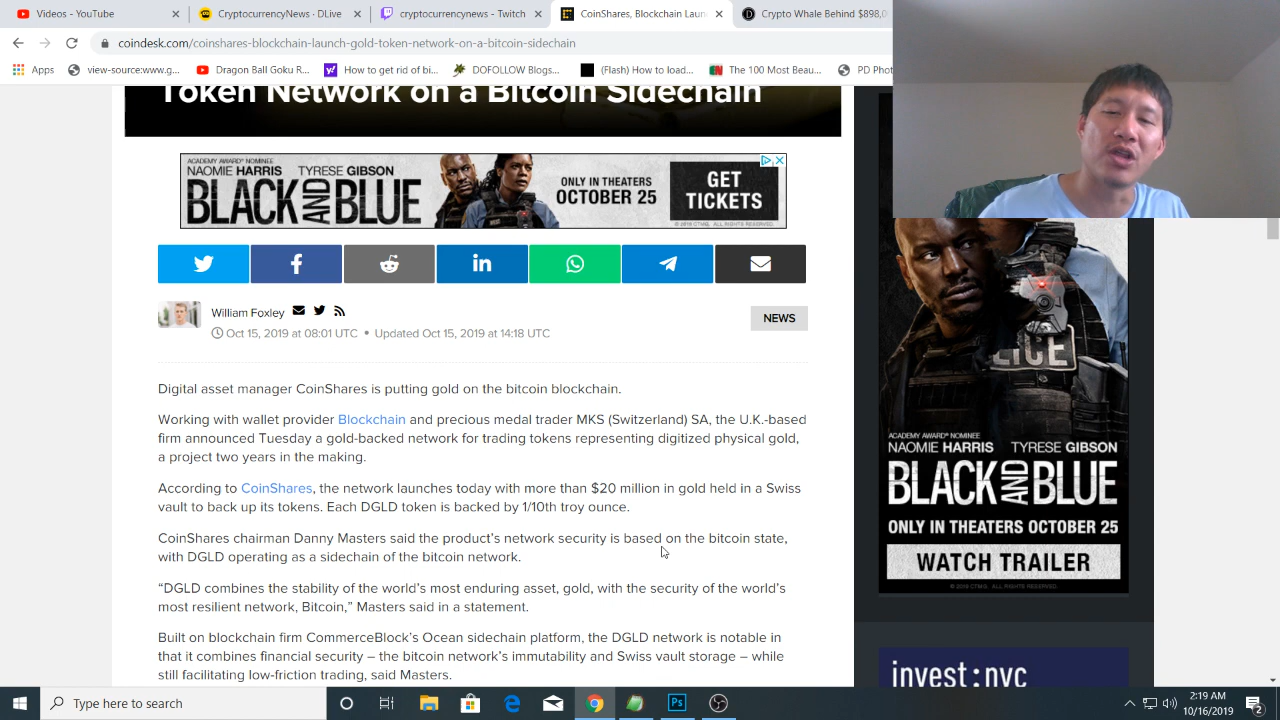 Videos
CryptocurrencyNews - DLive
cryptocurrencynews - Twitch
CoinShares, Blockchain Laun
Crypto Whale Behind $898,0
coindesk.com/coinshares-blockchain-launch-gold-token-network-on-a-bitcoin-sidechain
Apps
view-source:www.g...
Dragon Ball Goku R...
How to get rid of bi...
DOFOLLOW Blogs...
(Flash) How to load...
The 100 Most Beau...
PD Phot
Token Network on a Bitcoin Sidechain
ACADEMY AWARD® NOMINEE
NAOMIE HARRIS TYRESE GIBSON
BLACK AND BLUE
ONLY IN THEATERS
OCTOBER 25
GET
TICKETS
William Foxley
Oct 15, 2019 at 08:01 UTC • Updated Oct 15, 2019 at 14:18 UTC
NEWS
Digital asset manager CoinShares is putting gold on the bitcoin blockchain.
Working with wallet provider Blockchain and precious medal trader MKS (Switzerland) SA, the U.K.-based
firm announced Tuesday a gold-backed network for trading tokens representing digitized physical gold,
a project two years in the making.
According to CoinShares, the network launches today with more than $20 million in gold held in a Swiss
vault to back up its tokens. Each DGLD token is backed by 1/10th troy ounce.
CoinShares chairman Danny Masters said the product's network security is based on the bitcoin state,
with DGLD operating as a sidechain of the bitcoin network.
“DGLD combines the solidity of the world's most enduring asset, gold, with the security of the world's
most resilient network, Bitcoin,” Masters said in a statement.
Built on blockchain firm CommerceBlock's Ocean sidechain platform, the DGLD network is notable in
that it combines financial security – the bitcoin network's immutability and Swiss vault storage – while
still facilitating low-friction trading, said Masters.
LICE
ACADEMY AWARD® NOMINEE
NAOMIE HARRIS TYRESE GIBSON
BLACK AND BLUE
ONLY IN THEATERS OCTOBER 25
WATCH TRAILER
invest:nyc
Type here to search
2:19 AM
10/16/2019
2